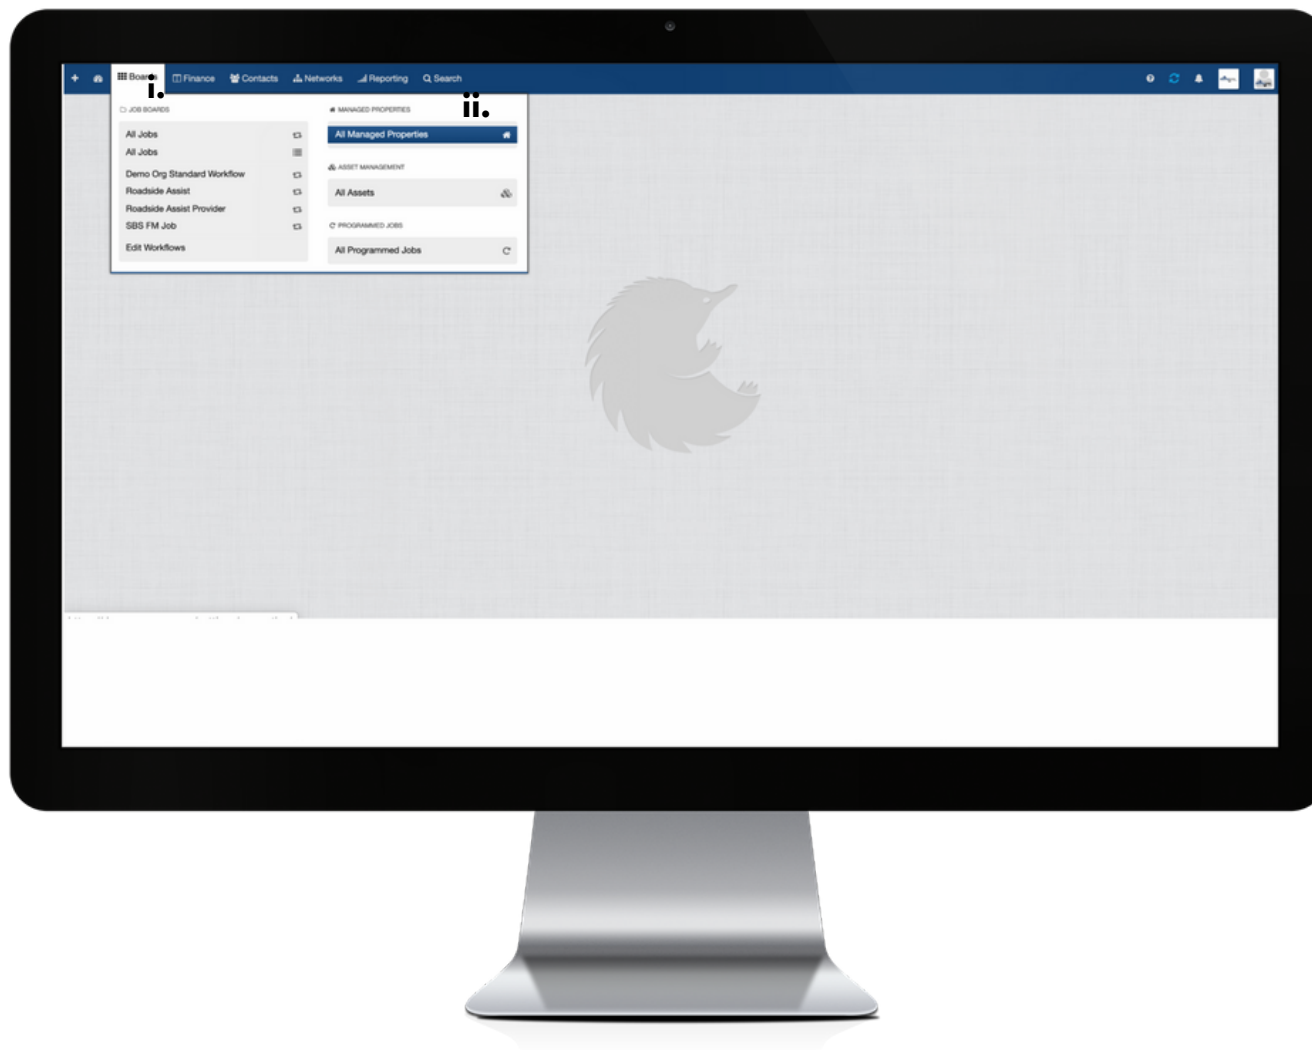 Boards Finance Contacts Networks Reporting Search
i.
ii.
JOB BOARDS
All Jobs
All Jobs
Demo Org Standard Workflow
Roadside Assist
Roadside Assist Provider
SBS FM Job
Edit Workflows
MANAGED PROPERTIES
All Managed Properties
ASSET MANAGEMENT
All Assets
PROGRAMMED JOBS
All Programmed Jobs